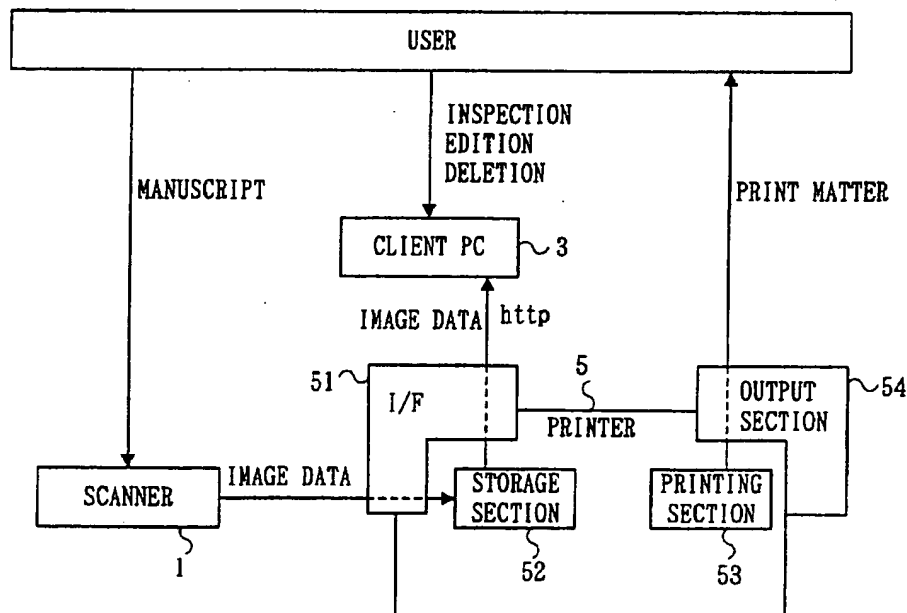 USER
INSPECTION
EDITION
DELETION
MANUSCRIPT
PRINT MATTER
CLIENT PC
3
IMAGE DATA
http
51
I/F
5
PRINTER
OUTPUT
SECTION
54
IMAGE DATA
SCANNER
STORAGE
SECTION
PRINTING
SECTION
1
52
53